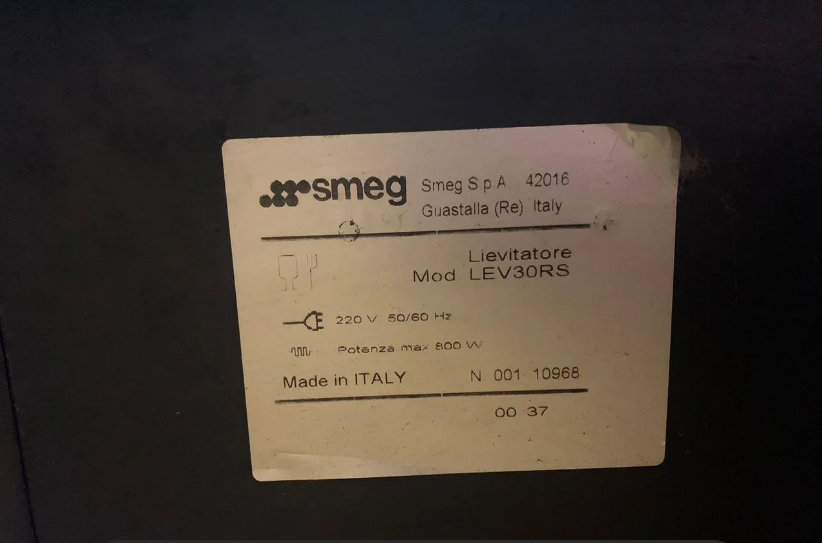 smeg Smeg S.p.A. 42016
Guastalla (Re) Italy
Lievitatore
Mod. LEV30RS
220 V 50/60 Hz
Potenza max 800 W
Made in ITALY N 001 10968
00 37